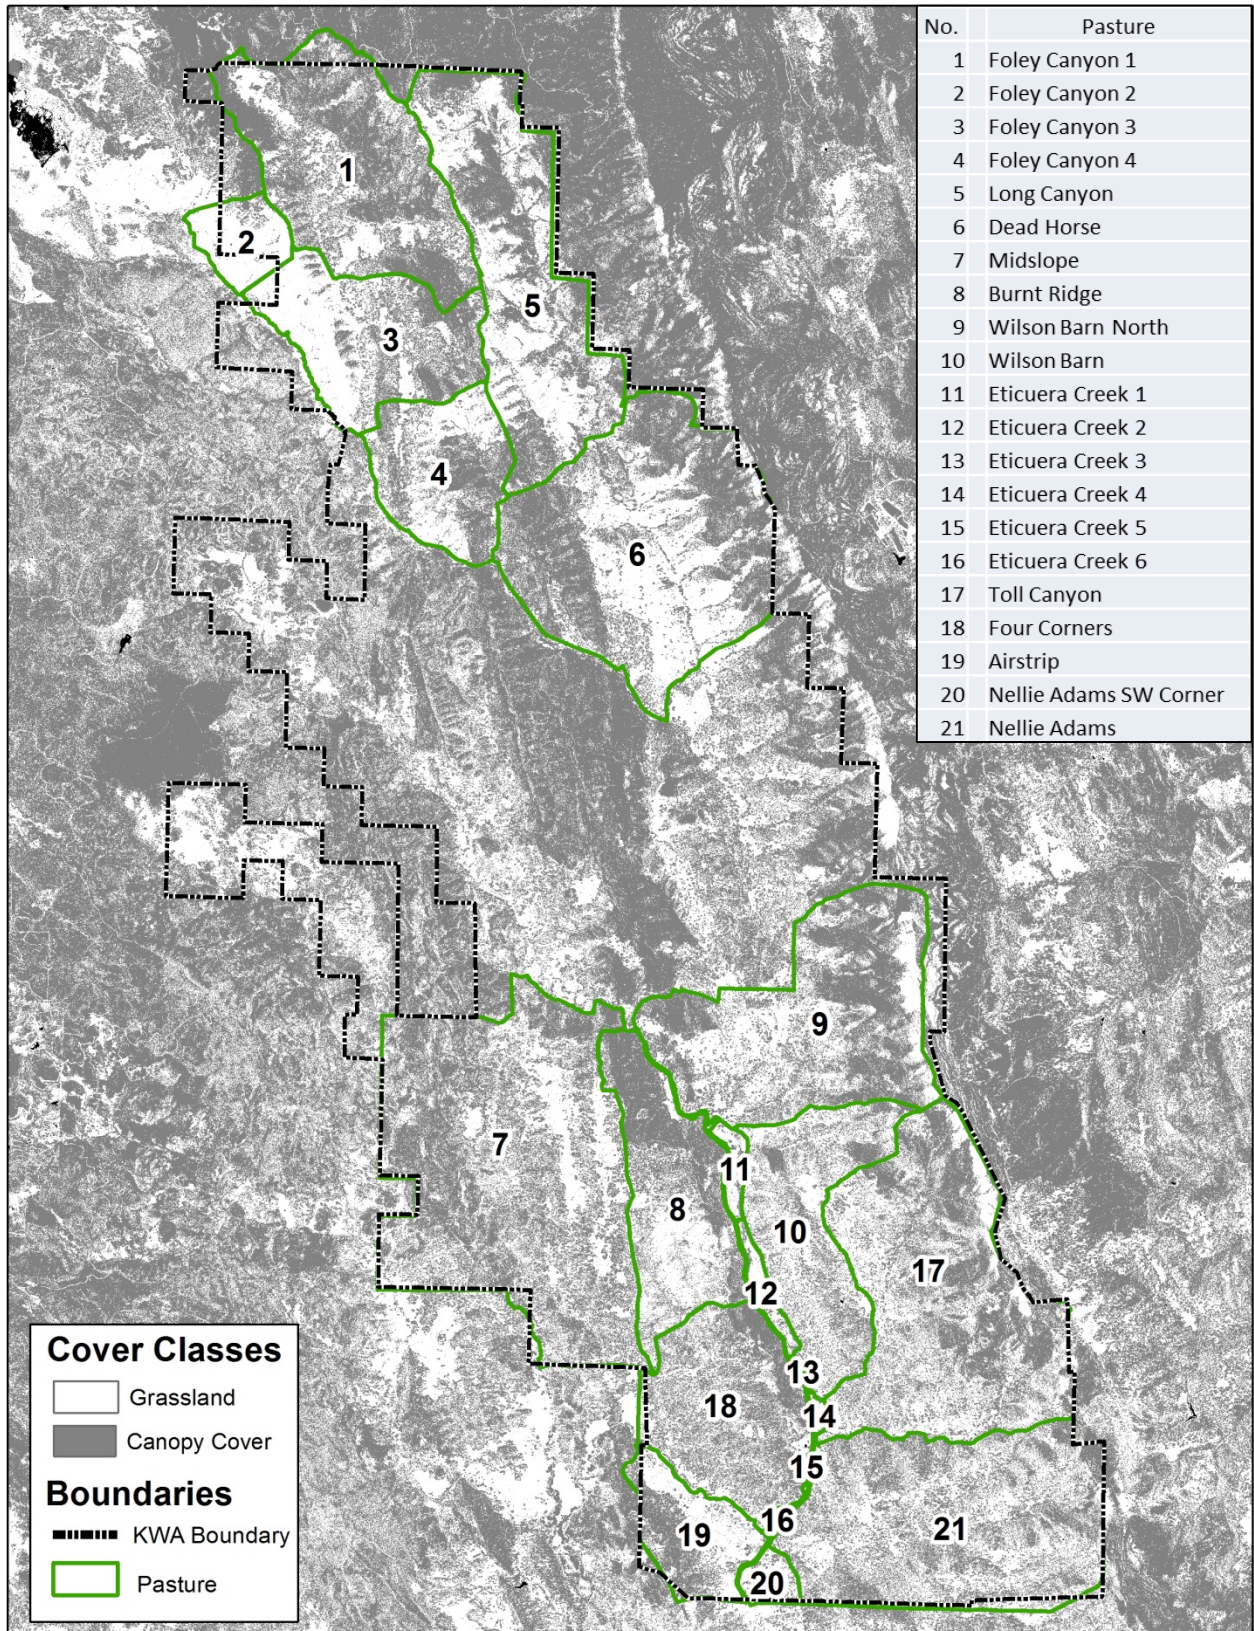 No. Pasture
1 Foley Canyon 1
2 Foley Canyon 2
3 Foley Canyon 3
4 Foley Canyon 4
5 Long Canyon
6 Dead Horse
7 Midslope
8 Burnt Ridge
9 Wilson Barn North
10 Wilson Barn
11 Eticuera Creek 1
12 Eticuera Creek 2
13 Eticuera Creek 3
14 Eticuera Creek 4
15 Eticuera Creek 5
16 Eticuera Creek 6
17 Toll Canyon
18 Four Corners
19 Airstrip
20 Nellie Adams SW Corner
21 Nellie Adams
1
2
5
3
4
6
9
7
11
8
10
17
12
13
18
14
15
16
19
21
20
Cover Classes
Grassland
Canopy Cover
Boundaries
KWA Boundary
Pasture